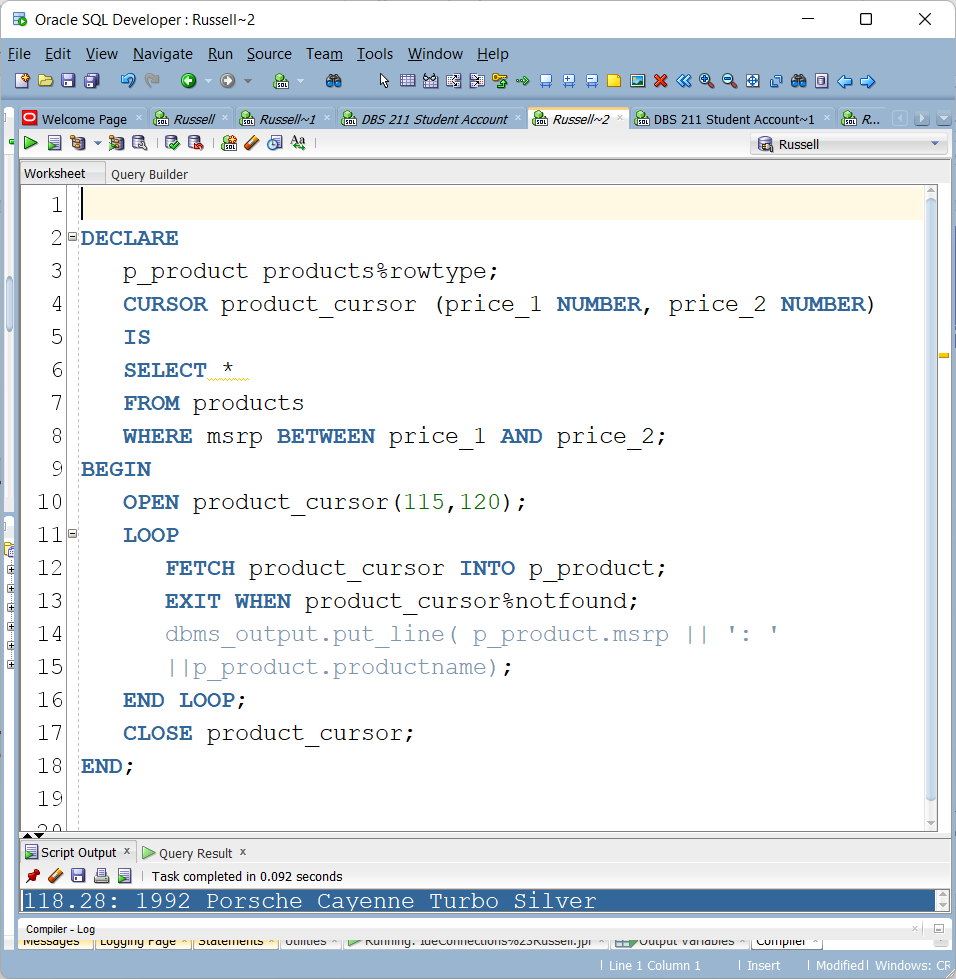 Oracle SQL Developer : Russell~2
File Edit View Navigate Run Source Team Tools Window Help
Welcome Page Russell Russell~1 DBS 211 Student Account Russell~2 DBS 211 Student Account~1 R...
Russell
Worksheet Query Builder
1
2 DECLARE
3 p_product products%rowtype;
4 CURSOR product_cursor (price_1 NUMBER, price_2 NUMBER)
5 IS
6 SELECT *
7 FROM products
8 WHERE msrp BETWEEN price_1 AND price_2;
9 BEGIN
10 OPEN product_cursor(115,120);
11 LOOP
12 FETCH product_cursor INTO p_product;
13 EXIT WHEN product_cursor%notfound;
14 dbms_output.put_line( p_product.msrp || ': '
15 ||p_product.productname);
16 END LOOP;
17 CLOSE product_cursor;
18 END;
19
20
Script Output Query Result
Task completed in 0.092 seconds
118.28: 1992 Porsche Cayenne Turbo Silver
Compiler - Log
Messages Logging Page Statements Utilities Running: IdeConnections%23Russell.jpr Output Variables Compiler
Line 1 Column 1 Insert Modified Windows: CR